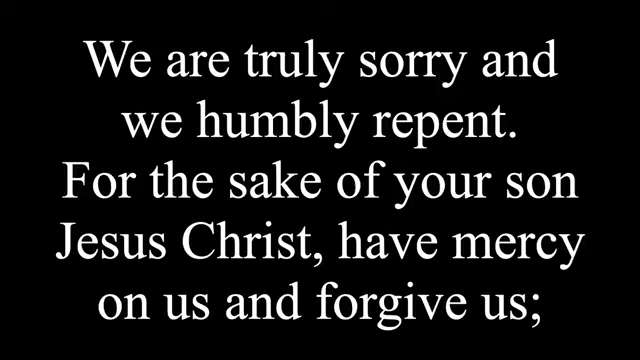 We are truly sorry and
we humbly repent.
For the sake of your son
Jesus Christ, have mercy
on us and forgive us;